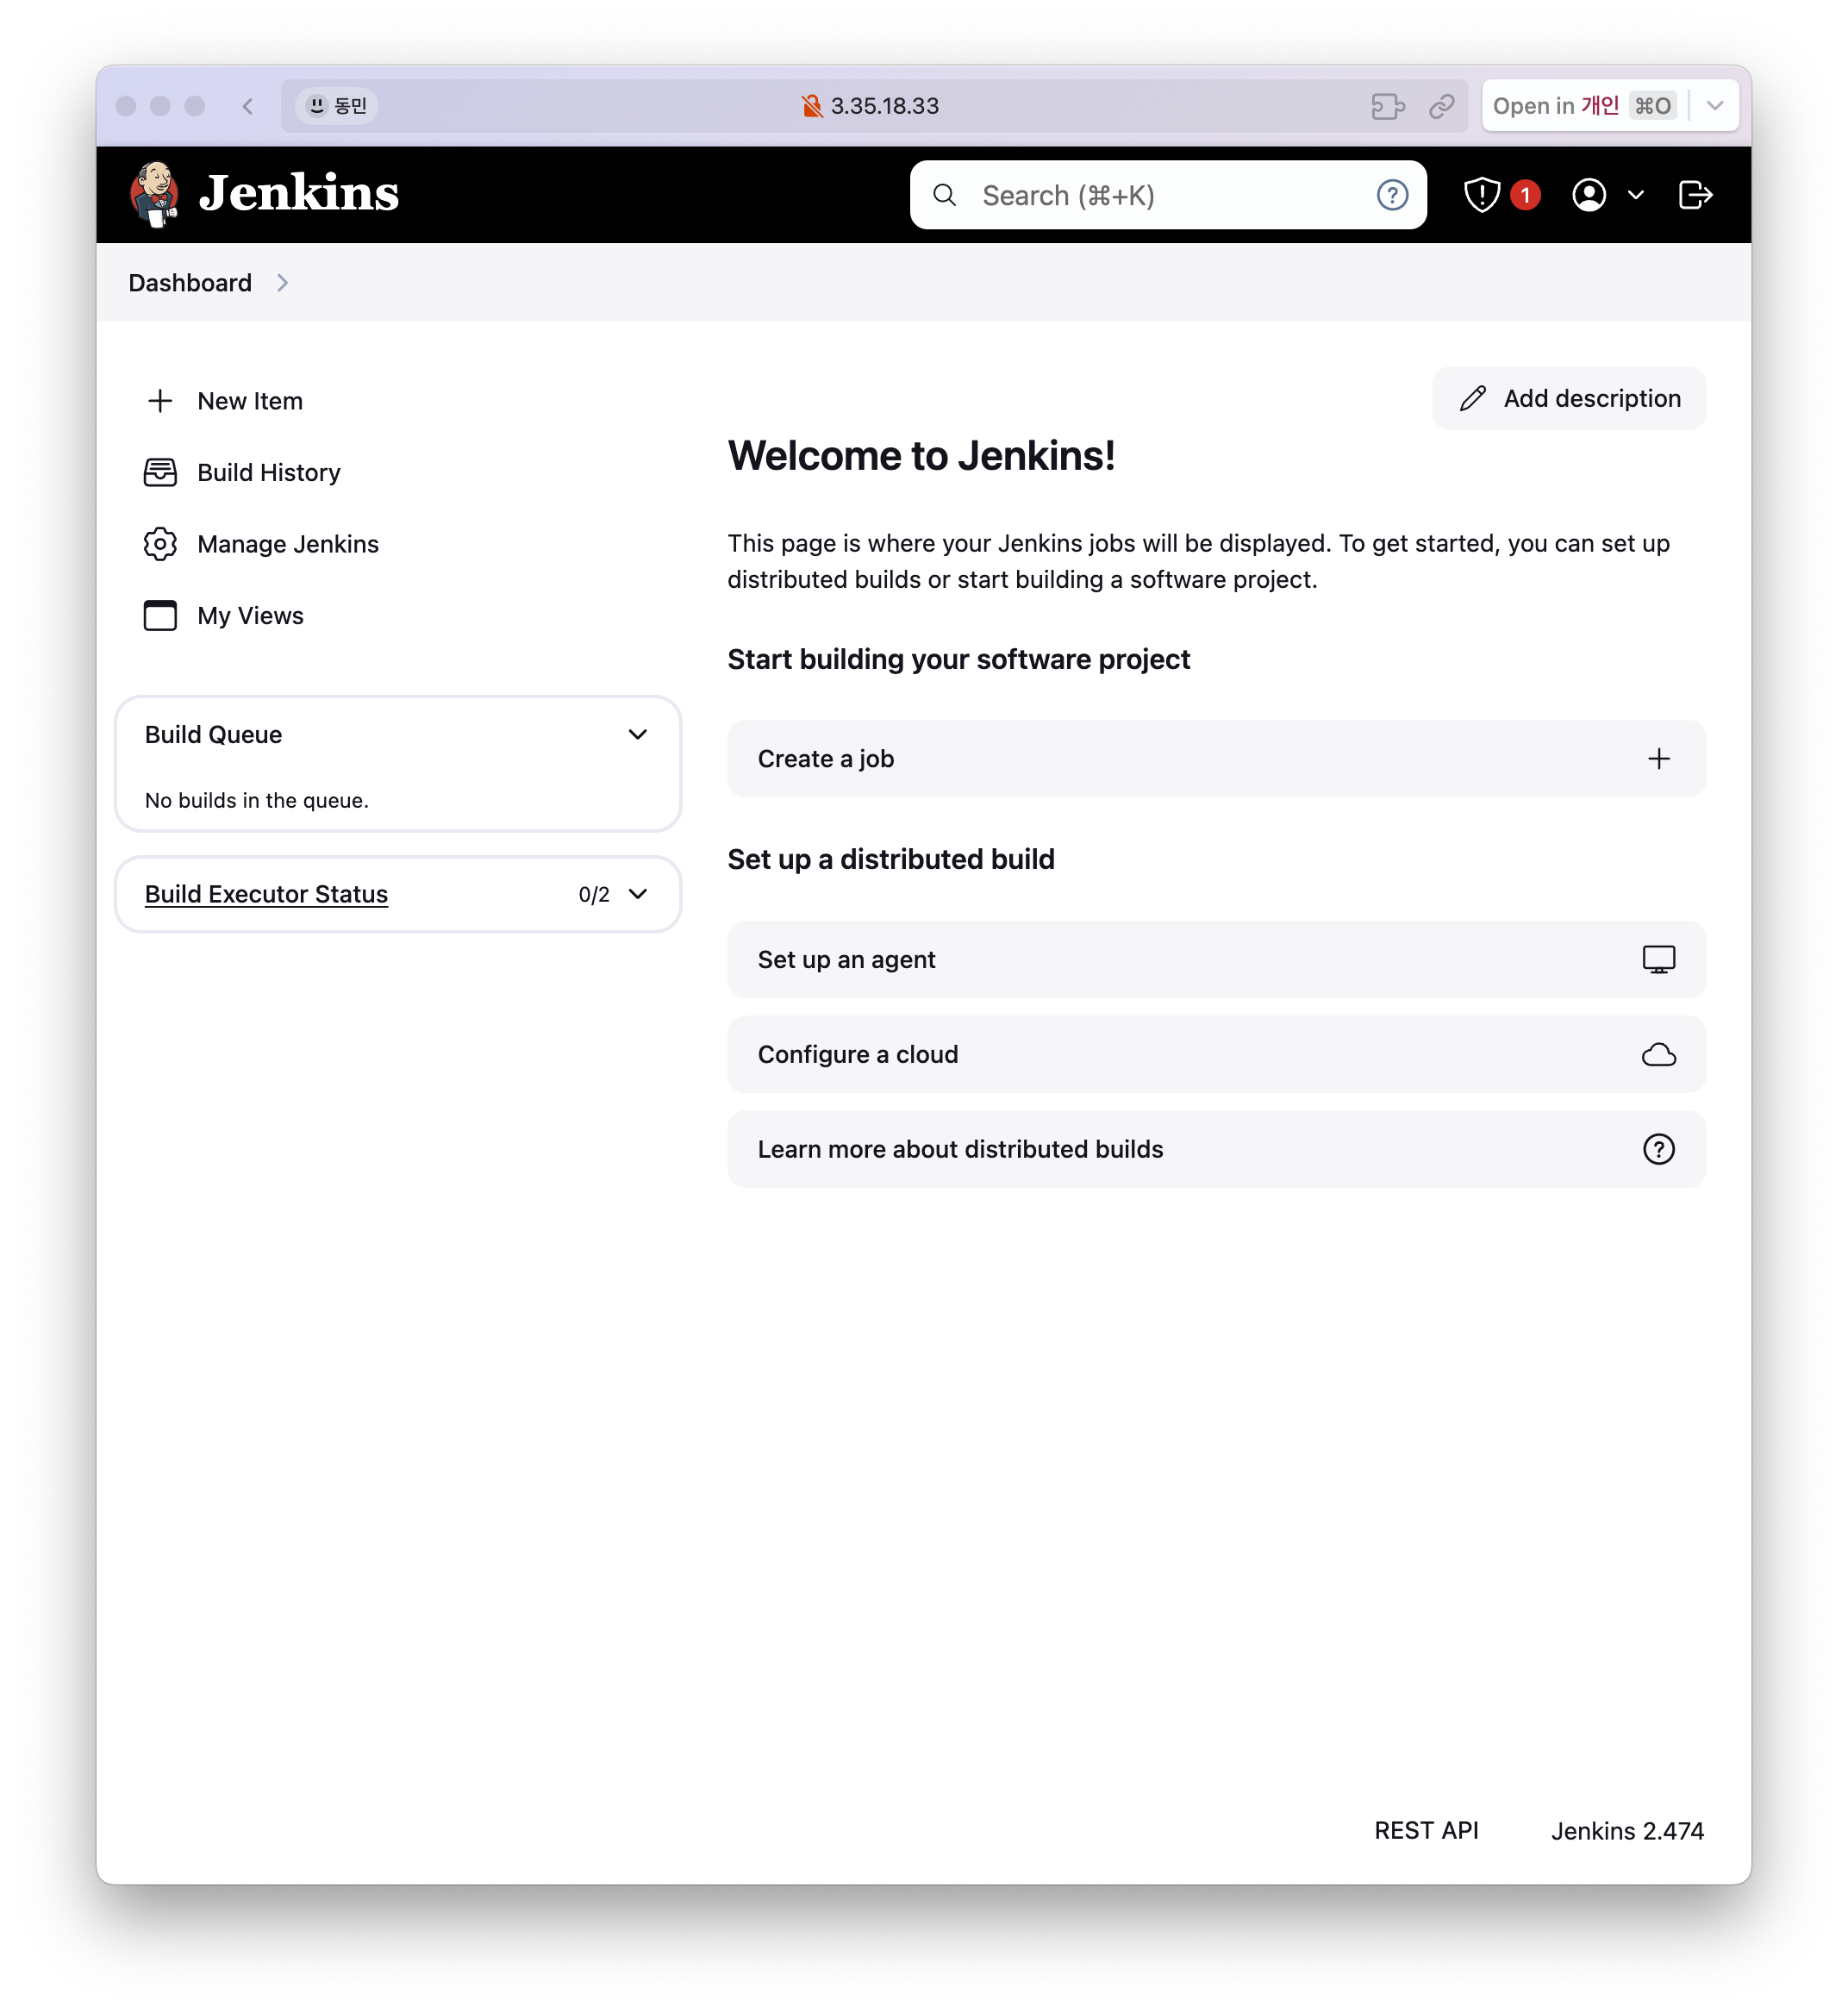 동민
3.35.18.33
Open in 개인 ⌘O
Jenkins
Search (⌘+K)
1
Dashboard
New Item
Build History
Manage Jenkins
My Views
Build Queue
No builds in the queue.
Build Executor Status 0/2
Add description
Welcome to Jenkins!
This page is where your Jenkins jobs will be displayed. To get started, you can set up
distributed builds or start building a software project.
Start building your software project
Create a job
Set up a distributed build
Set up an agent
Configure a cloud
Learn more about distributed builds
REST API
Jenkins 2.474